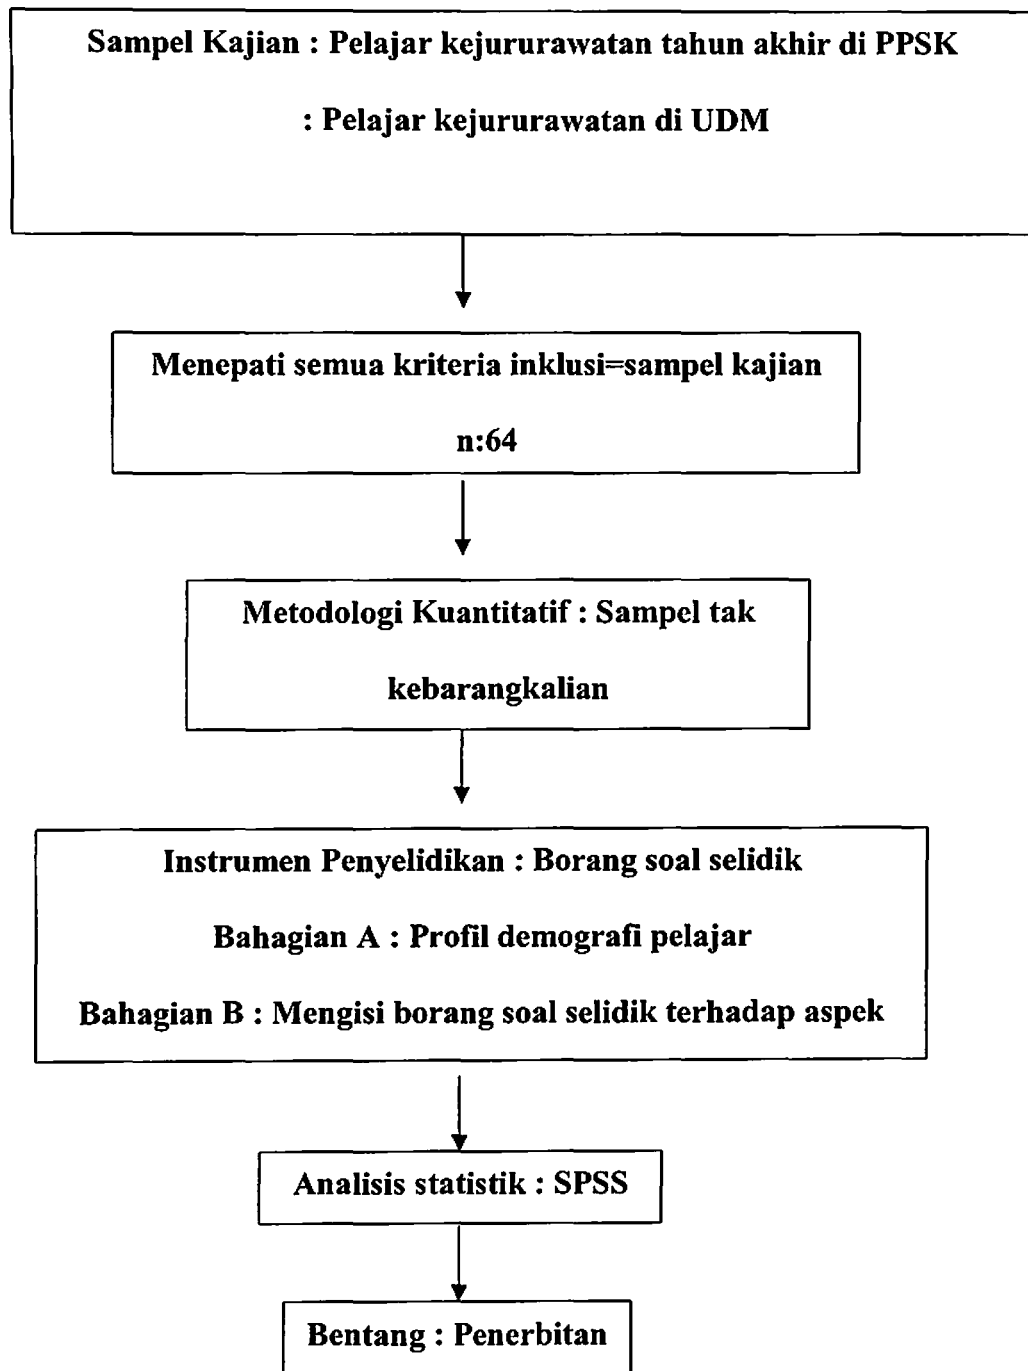 Sampel Kajian : Pelajar kejururawatan tahun akhir di PPSK
: Pelajar kejururawatan di UDM
Menepati semua kriteria inklusi=sampel kajian
n:64
Metodologi Kuantitatif : Sampel tak
kebarangkalian
Instrumen Penyelidikan : Borang soal selidik
Bahagian A : Profil demografi pelajar
Bahagian B : Mengisi borang soal selidik terhadap aspek
Analisis statistik : SPSS
Bentang : Penerbitan